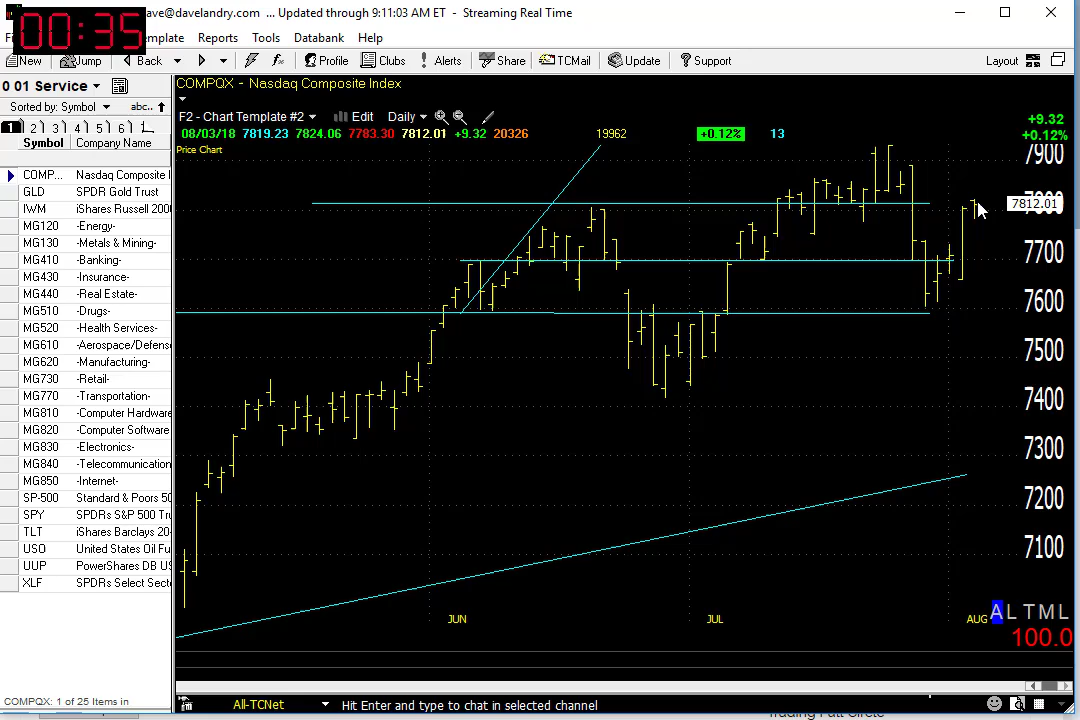 00:35
ave@davelandry.com ... Updated through 9:11:03 AM ET - Streaming Real Time
mplate Reports Tools Databank Help
New Jump Back Profile Clubs Alerts Share TCMail Update Support Layout
0 01 Service
Sorted by: Symbol abc..
1 2 3 4 5 6
Symbol Company Name
COMP... Nasdaq Composite I
GLD SPDR Gold Trust
IWM iShares Russell 200
MG120 -Energy-
MG130 -Metals & Mining-
MG410 -Banking-
MG430 -Insurance-
MG440 -Real Estate-
MG510 -Drugs-
MG520 -Health Services-
MG610 -Aerospace/Defens
MG620 -Manufacturing-
MG730 -Retail-
MG770 -Transportation-
MG810 -Computer Hardware
MG820 -Computer Software
MG830 -Electronics-
MG840 -Telecommunication
MG850 -Internet-
SP-500 Standard & Poors 50
SPY SPDRs S&P 500 Tru
TLT iShares Barclays 20-
USO United States Oil Fu
UUP PowerShares DB US
XLF SPDRs Select Sect
COMPQX: 1 of 25 Items in
COMPQX - Nasdaq Composite Index
F2 - Chart Template #2 Edit Daily
08/03/18 7819.23 7824.06 7783.30 7812.01 +9.32 20326 19962 +0.12% 13
+9.32
+0.12%
Price Chart
7900
7812.01
7700
7600
7500
7400
7300
7200
7100
JUN JUL AUG
A L T M L
100.0
All-TCNet Hit Enter and type to chat in selected channel
Trading Full Circle